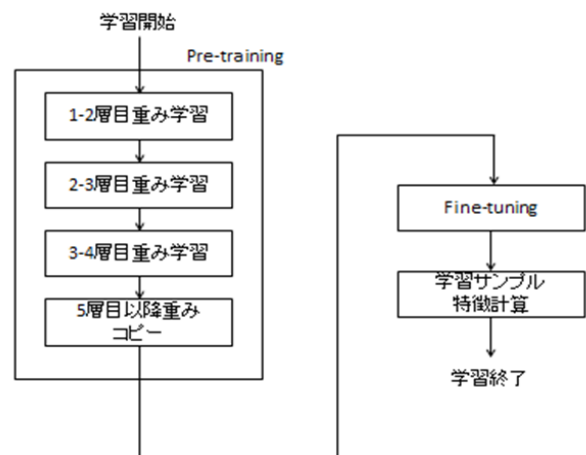 学習開始
Pre-training
1-2層目重み学習
2-3層目重み学習
3-4層目重み学習
5層目以降重み
コピー
Fine-tuning
学習サンプル
特徴計算
学習終了